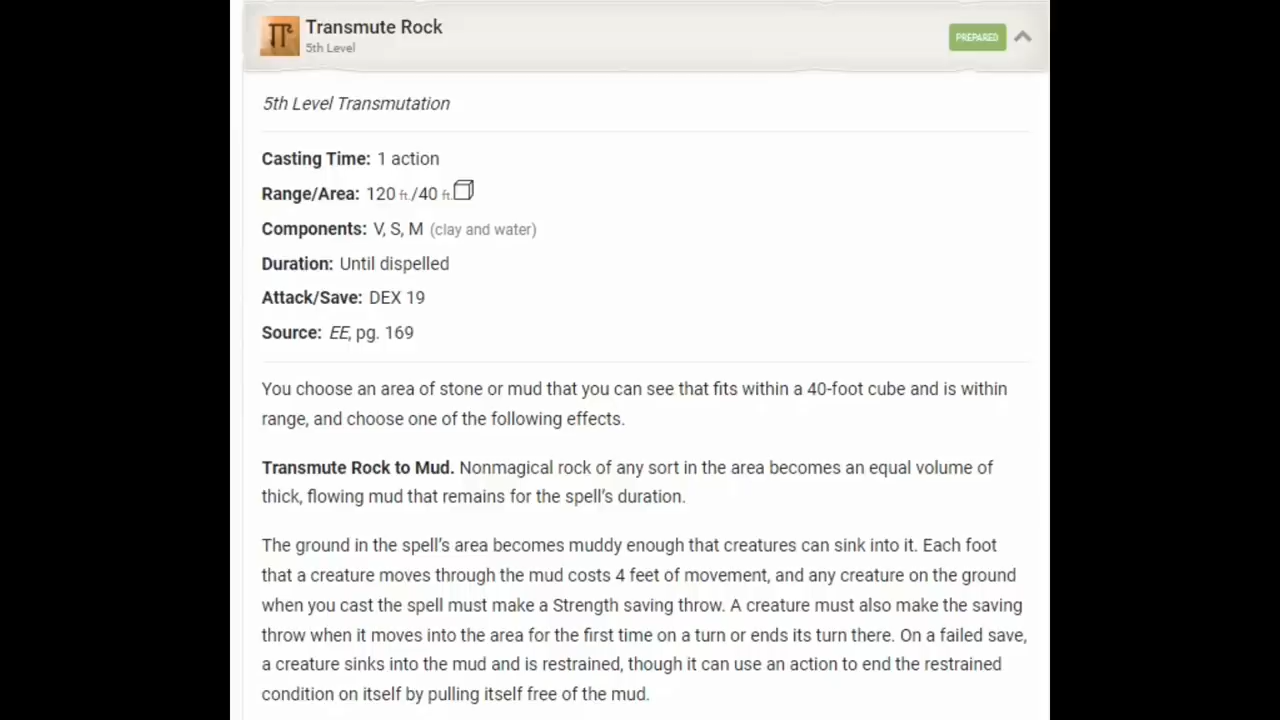 Transmute Rock
5th Level
PREPARED
5th Level Transmutation
Casting Time: 1 action
Range/Area: 120 ft./40 ft.
Components: V, S, M (clay and water)
Duration: Until dispelled
Attack/Save: DEX 19
Source: EE, pg. 169
You choose an area of stone or mud that you can see that fits within a 40-foot cube and is within
range, and choose one of the following effects.
Transmute Rock to Mud. Nonmagical rock of any sort in the area becomes an equal volume of
thick, flowing mud that remains for the spell's duration.
The ground in the spell's area becomes muddy enough that creatures can sink into it. Each foot
that a creature moves through the mud costs 4 feet of movement, and any creature on the ground
when you cast the spell must make a Strength saving throw. A creature must also make the saving
throw when it moves into the area for the first time on a turn or ends its turn there. On a failed save,
a creature sinks into the mud and is restrained, though it can use an action to end the restrained
condition on itself by pulling itself free of the mud.